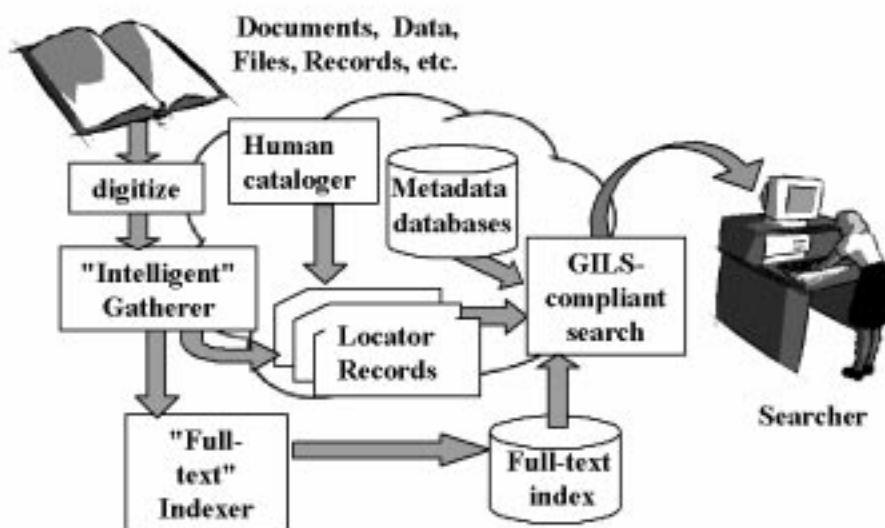 Documents, Data,
Files, Records, etc.
digitize
Human
cataloger
Metadata
databases
"Intelligent"
Gatherer
GILS-
compliant
search
Locator
Records
Searcher
"Full-
text"
Indexer
Full-text
index